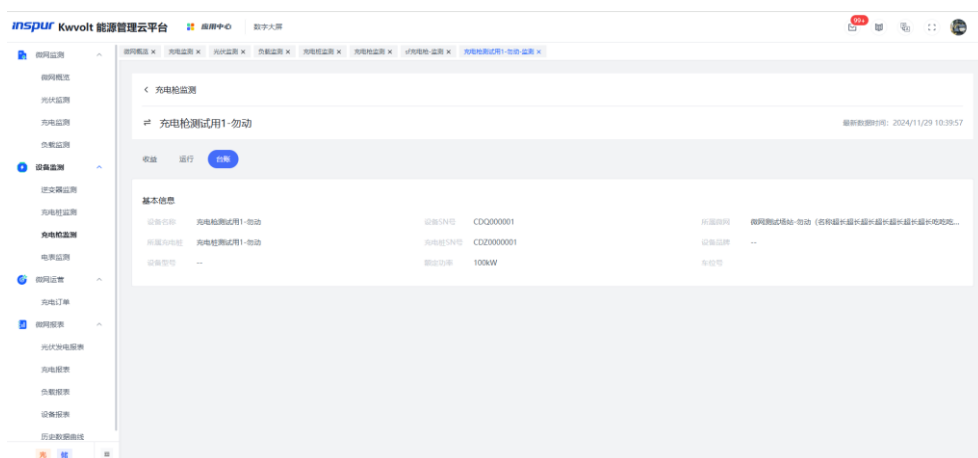 inspur Kwvolt 能源管理云平台 应用中心 数字大屏 99+
微网监测
微网概览
光伏监测
充电监测
负载监测
设备监测
逆变器监测
充电桩监测
充电枪监测
电表监测
微网运营
充电订单
微网报表
光伏发电报表
充电报表
负载报表
设备报表
历史数据曲线
微网概览 × 充电监测 × 光伏监测 × 负载监测 × 充电桩监测 × 充电枪监测 × 充电枪测试用1-勿动-监测 ×
< 充电枪监测
充电枪测试用1-勿动 最新数据时间：2024/11/29 10:39:57
收益 运行 台账
基本信息
设备名称 充电枪测试用1-勿动 设备SN号 CDQ000001 所属微网 微网测试场站-勿动（名称超长超长超长超长超长超长超长吃吃吃...
所属充电桩 充电桩测试用1-勿动 充电桩SN号 CDZ0000001 设备品牌 --
设备型号 -- 额定功率 100kW 车位号